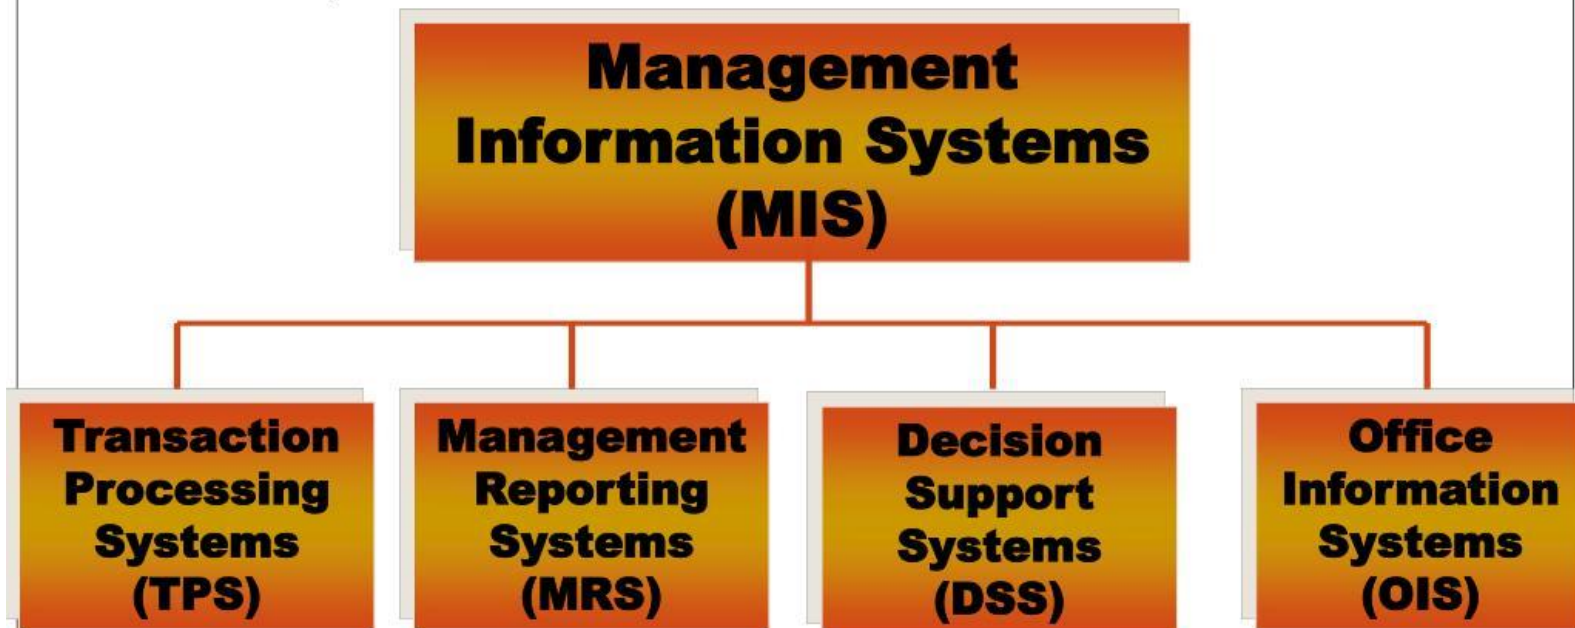 Management
Information Systems
(MIS)
Transaction
Processing
Systems
(TPS)
Management
Reporting
Systems
(MRS)
Decision
Support
Systems
(DSS)
Office
Information
Systems
(OIS)